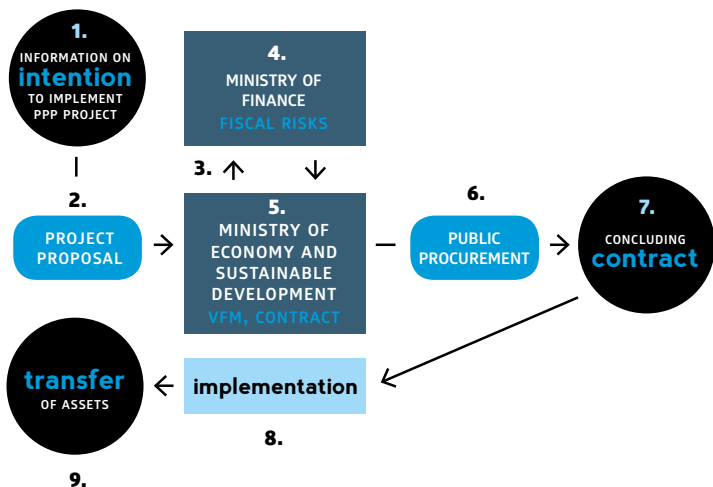 1.
INFORMATION ON
intention
TO IMPLEMENT
PPP PROJECT
2.
PROJECT
PROPOSAL
3.
4.
MINISTRY OF
FINANCE
FISCAL RISKS
5.
MINISTRY OF
ECONOMY AND
SUSTAINABLE
DEVELOPMENT
VFM, CONTRACT
6.
PUBLIC
PROCUREMENT
7.
CONCLUDING
contract
implementation
8.
transfer
OF ASSETS
9.